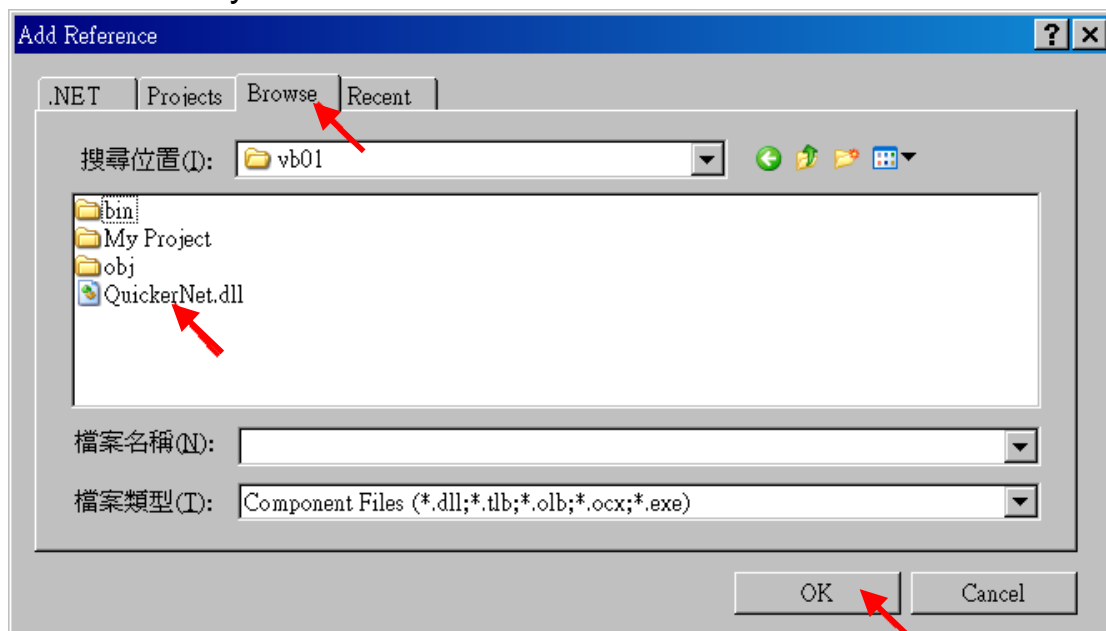 Add Reference
.NET Projects Browse Recent
搜尋位置(I): vb01
bin
My Project
obj
QuickerNet.dll
檔案名稱(N):
檔案類型(T): Component Files (*.dll;*.tlb;*.olb;*.ocx;*.exe)
OK Cancel